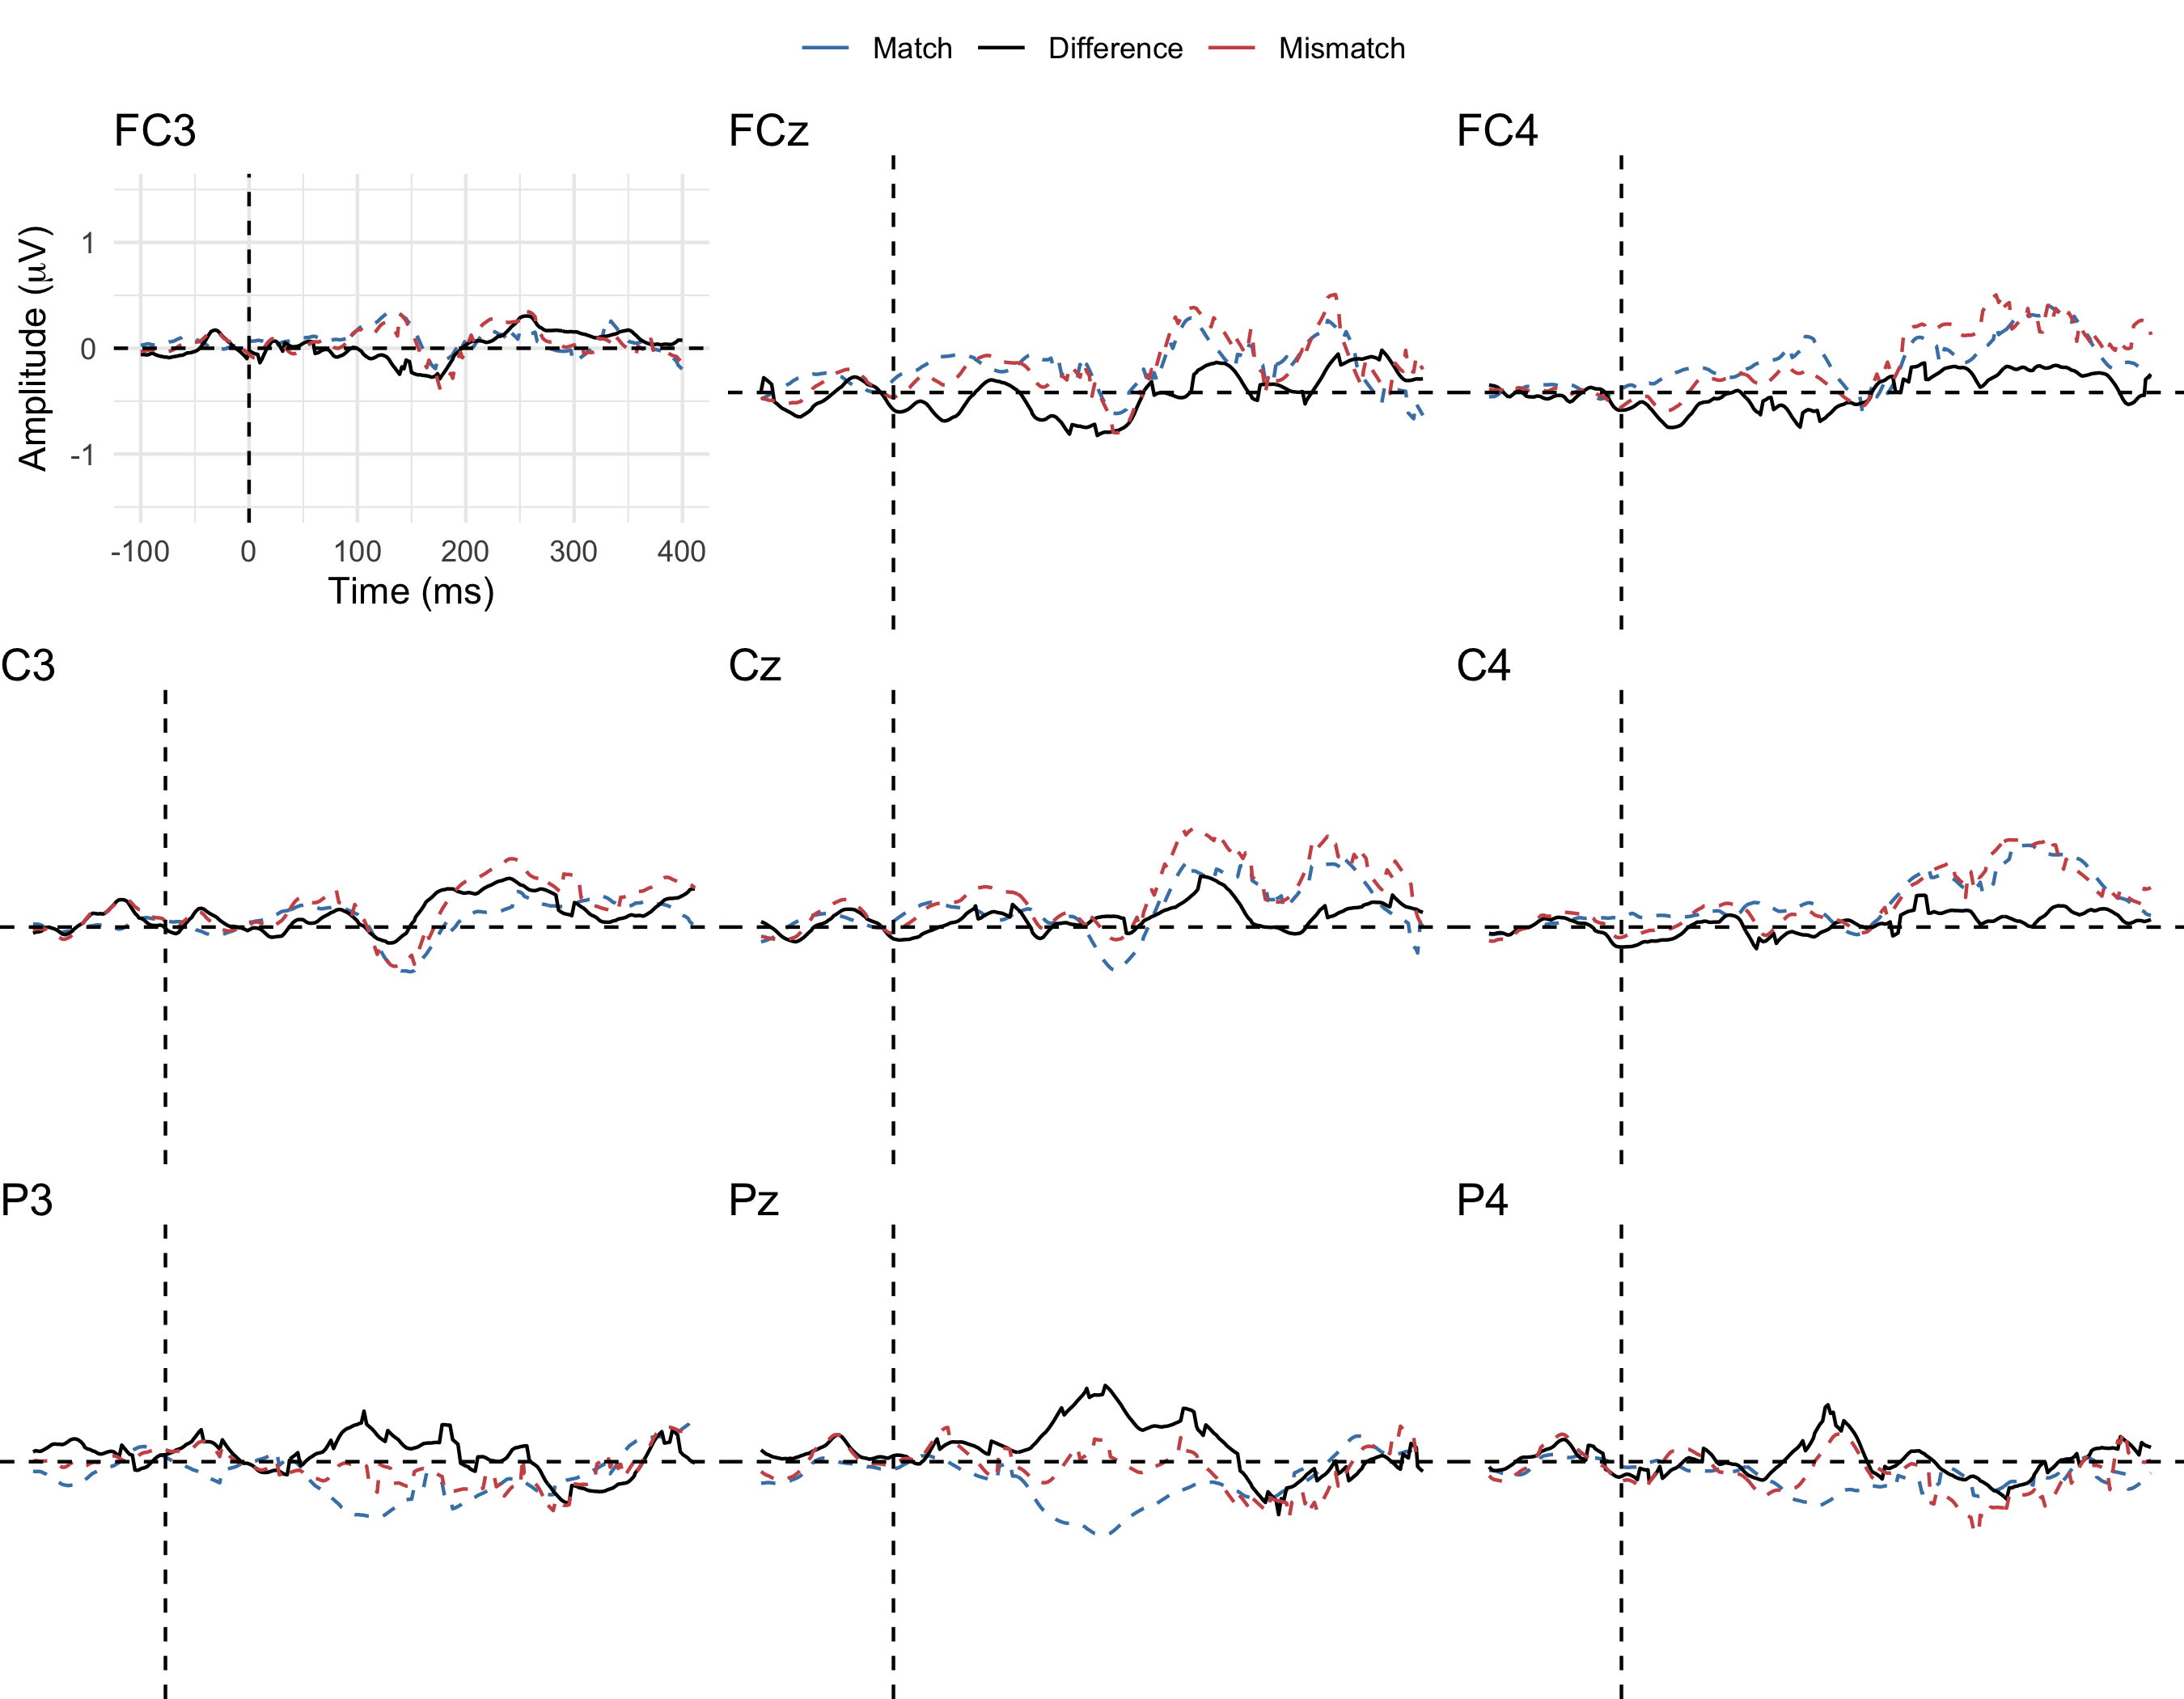 Match Difference Mismatch
FC3
FCz
FC4
Amplitude (μV)
1
0
-1
-100 0 100 200 300 400
Time (ms)
C3
Cz
C4
P3
Pz
P4